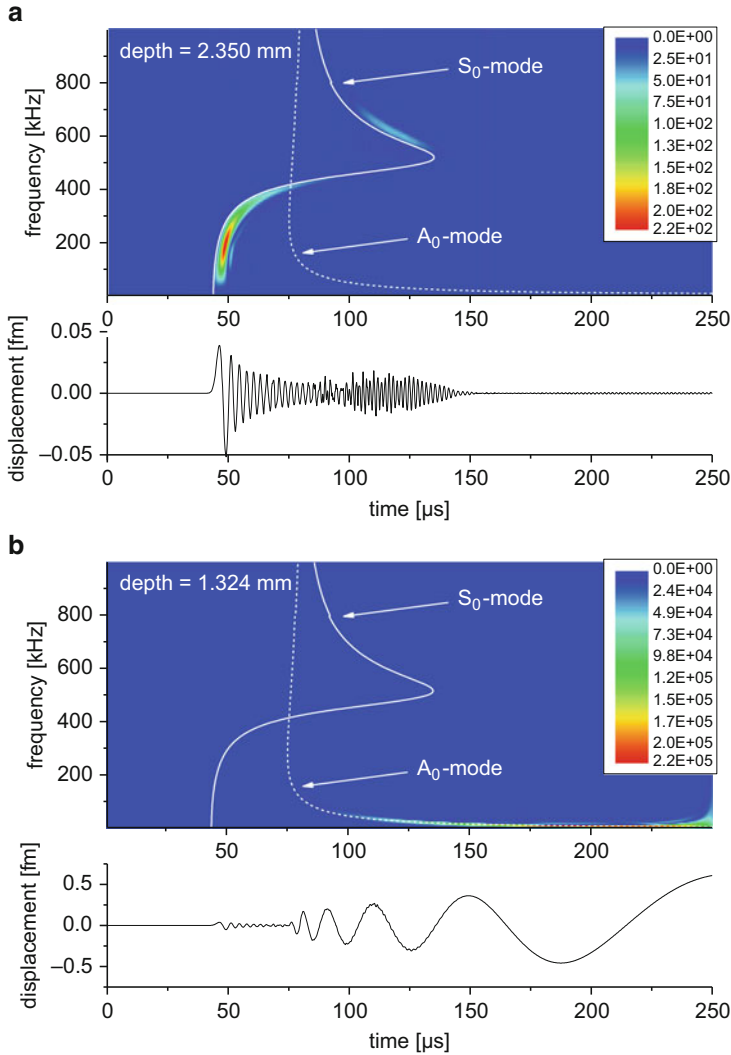 a
depth = 2.350 mm
S0-mode
A0-mode
frequency [kHz]
800
600
400
200
0.0E+00
2.5E+01
5.0E+01
7.5E+01
1.0E+02
1.3E+02
1.5E+02
1.8E+02
2.0E+02
2.2E+02
0
50
100
150
200
250
displacement [fm]
0.05
0.00
−0.05
0
50
100
150
200
250
time [µs]
b
depth = 1.324 mm
S0-mode
A0-mode
frequency [kHz]
800
600
400
200
0.0E+00
2.4E+04
4.9E+04
7.3E+04
9.8E+04
1.2E+05
1.5E+05
1.7E+05
2.0E+05
2.2E+05
50
100
150
200
250
displacement [fm]
0.5
0.0
−0.5
0
50
100
150
200
250
time [µs]